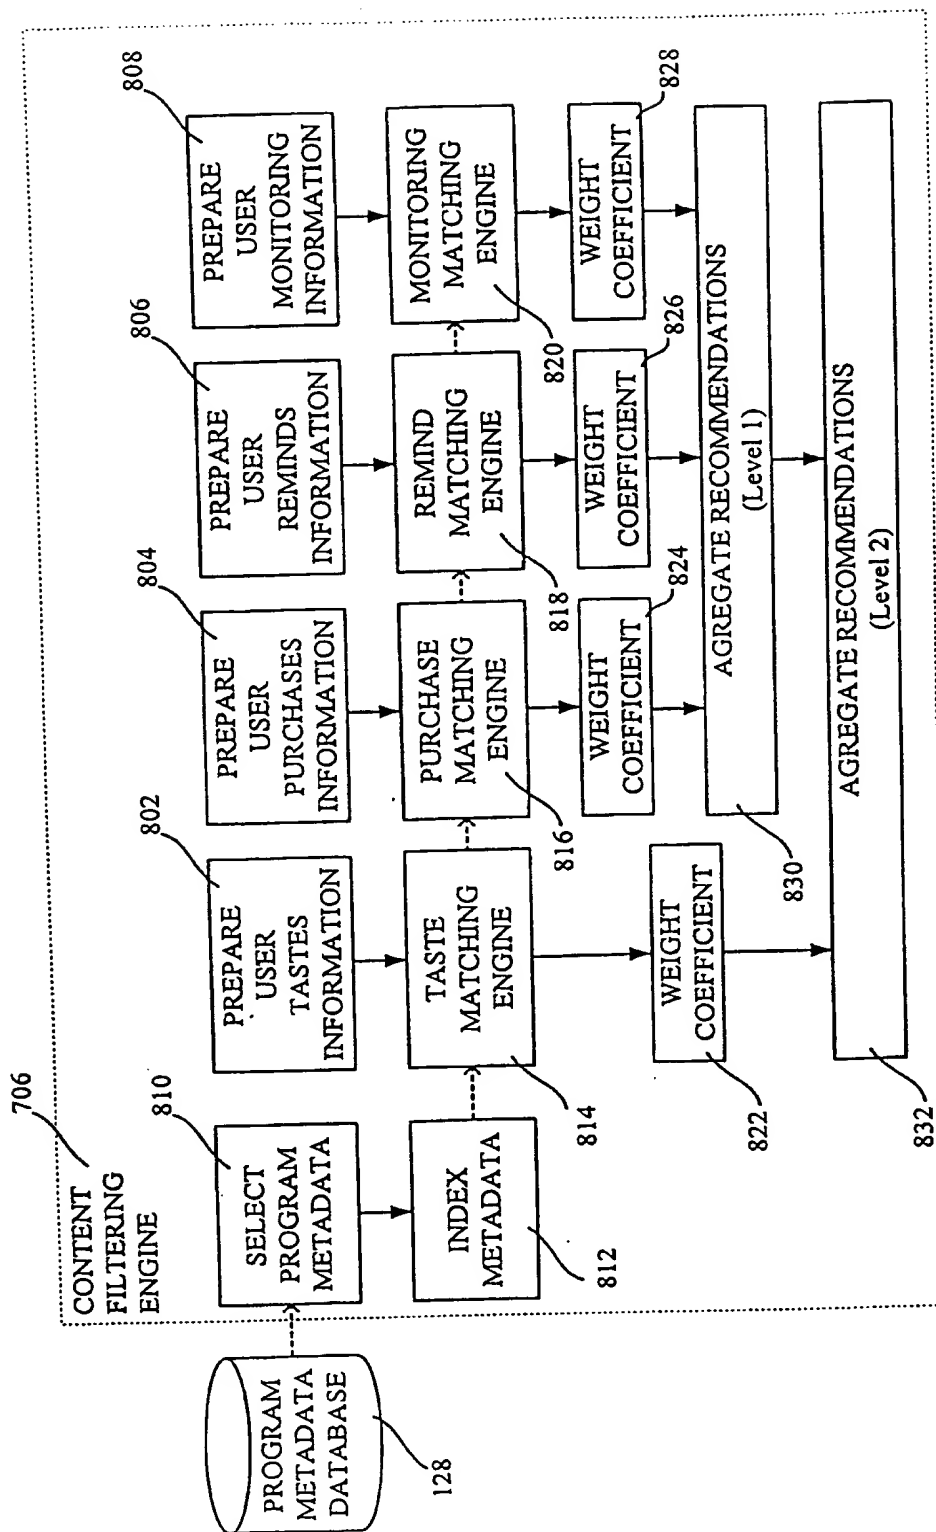 706
CONTENT
FILTERING
ENGINE
PROGRAM
METADATA
DATABASE
128
810
SELECT
PROGRAM
METADATA
802
PREPARE
USER
TASTES
INFORMATION
804
PREPARE
USER
PURCHASES
INFORMATION
806
PREPARE
USER
REMINDS
INFORMATION
808
PREPARE
USER
MONITORING
INFORMATION
INDEX
METADATA
812
TASTE
MATCHING
ENGINE
814
PURCHASE
MATCHING
ENGINE
816
REMIND
MATCHING
ENGINE
818
MONITORING
MATCHING
ENGINE
820
WEIGHT
COEFFICIENT
822
WEIGHT
COEFFICIENT
824
WEIGHT
COEFFICIENT
826
WEIGHT
COEFFICIENT
828
AGREGATE RECOMMENDATIONS
(Level 1)
830
AGREGATE RECOMMENDATIONS
(Level 2)
832